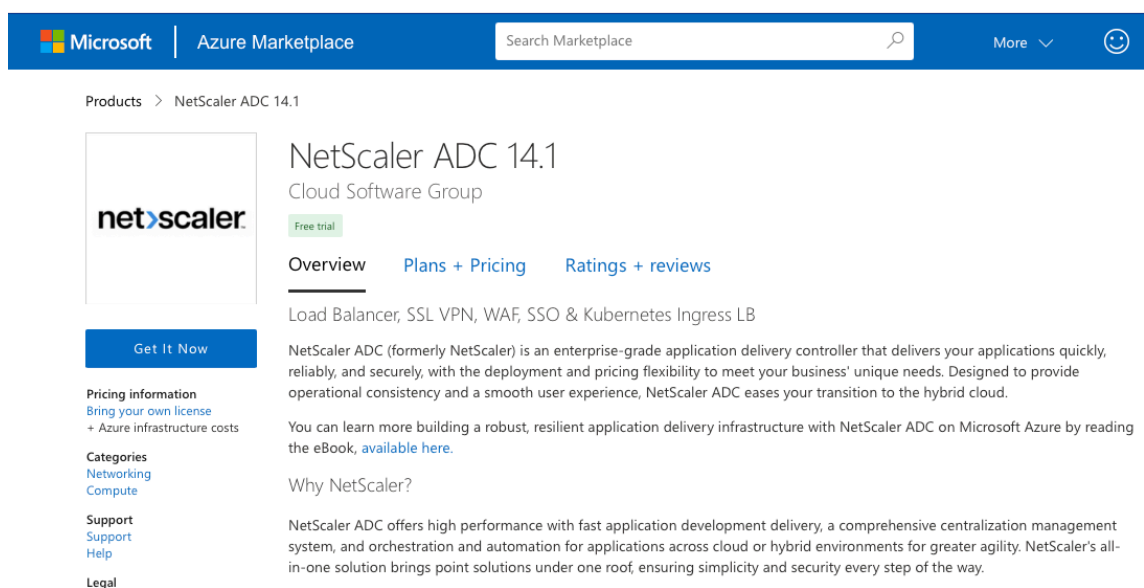 Microsoft
Azure Marketplace
Search Marketplace
More
Products > NetScaler ADC 14.1
net>scaler.
NetScaler ADC 14.1
Cloud Software Group
Free trial
Overview
Plans + Pricing
Ratings + reviews
Load Balancer, SSL VPN, WAF, SSO & Kubernetes Ingress LB
Get It Now
NetScaler ADC (formerly NetScaler) is an enterprise-grade application delivery controller that delivers your applications quickly,
reliably, and securely, with the deployment and pricing flexibility to meet your business' unique needs. Designed to provide
operational consistency and a smooth user experience, NetScaler ADC eases your transition to the hybrid cloud.
Pricing information
Bring your own license
+ Azure infrastructure costs
You can learn more building a robust, resilient application delivery infrastructure with NetScaler ADC on Microsoft Azure by reading
the eBook, available here.
Categories
Networking
Compute
Why NetScaler?
Support
Support
Help
NetScaler ADC offers high performance with fast application development delivery, a comprehensive centralization management
system, and orchestration and automation for applications across cloud or hybrid environments for greater agility. NetScaler's all-
in-one solution brings point solutions under one roof, ensuring simplicity and security every step of the way.
Legal